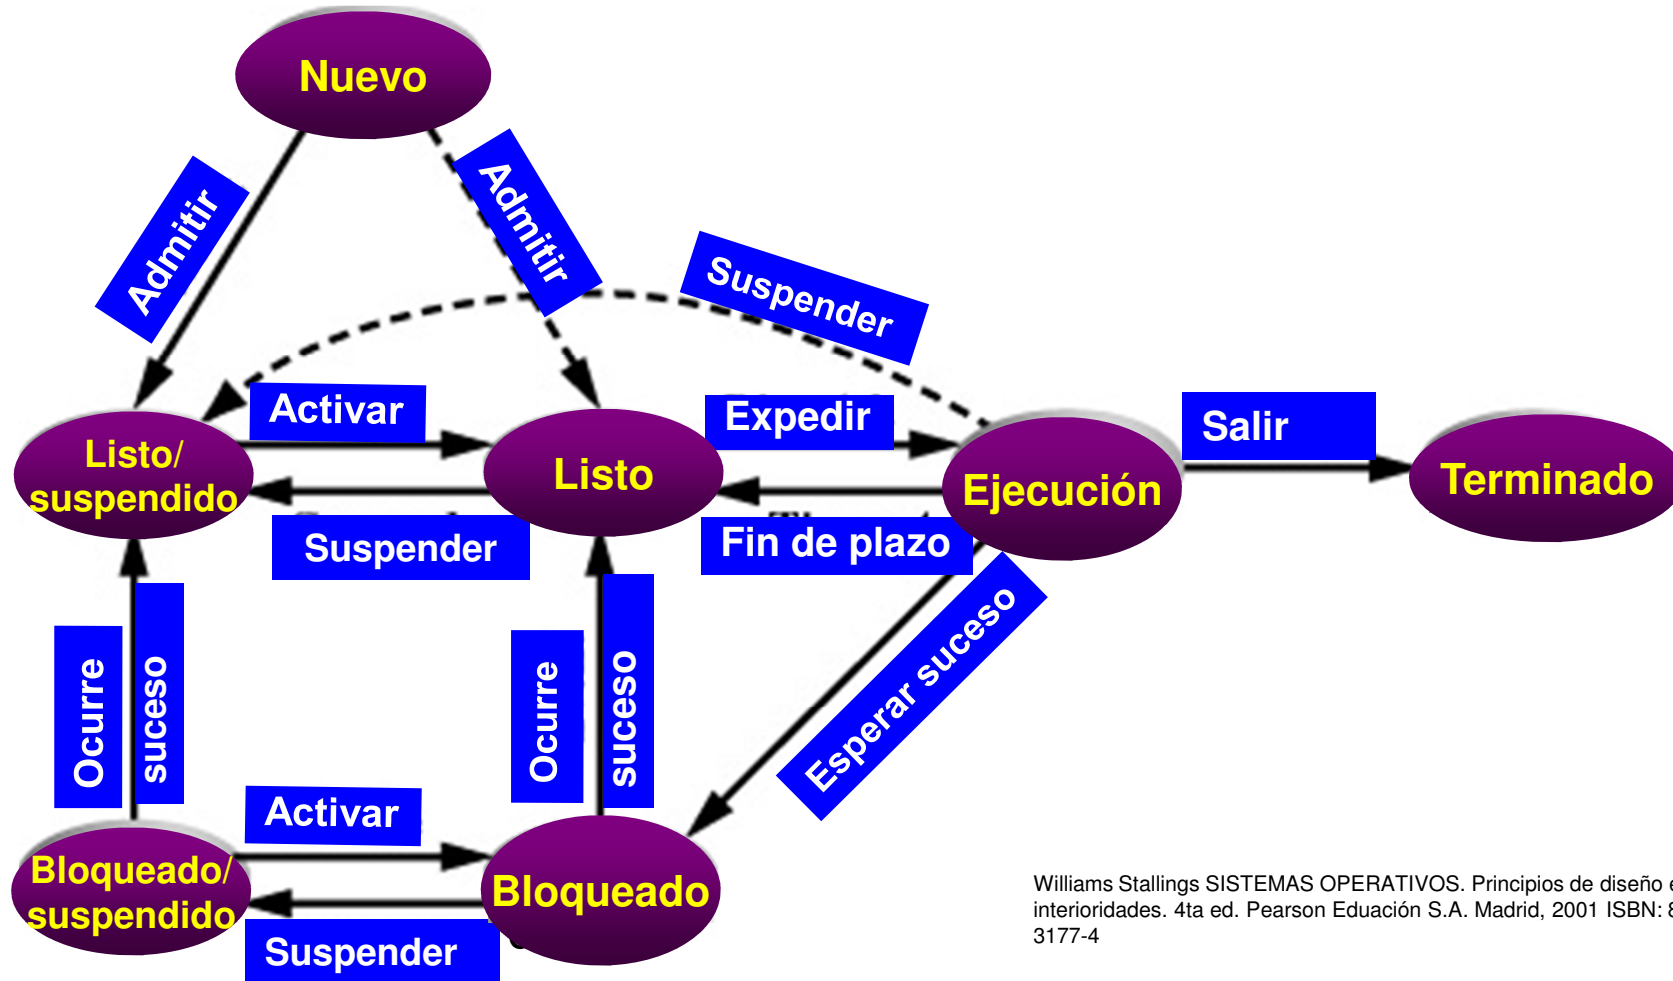 Nuevo
Admitir
Admitir
Suspender
Activar
Expedir
Salir
Listo/
suspendido
Listo
Ejecución
Terminado
Suspender
Fin de plazo
Ocurre
suceso
Ocurre
suceso
Esperar suceso
Activar
Bloqueado/
suspendido
Bloqueado
Suspender
Williams Stallings SISTEMAS OPERATIVOS. Principios de diseño e
interioridades. 4ta ed. Pearson Eduación S.A. Madrid, 2001 ISBN: 8
3177-4